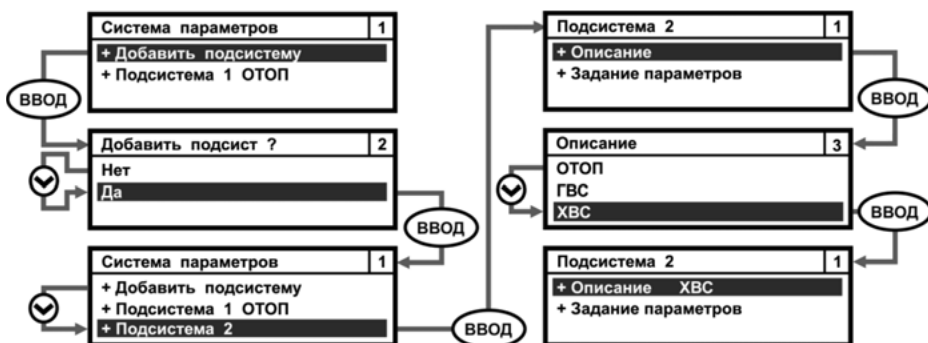 Система параметров 1
+ Добавить подсистему
+ Подсистема 1 ОТОП
ВВОД
Добавить подсист ? 2
Нет
Да
ВВОД
Система параметров 1
+ Добавить подсистему
+ Подсистема 1 ОТОП
+ Подсистема 2
ВВОД
Подсистема 2 1
+ Описание
+ Задание параметров
ВВОД
Описание 3
ОТОП
ГВС
ХВС
ВВОД
Подсистема 2 1
+ Описание ХВС
+ Задание параметров